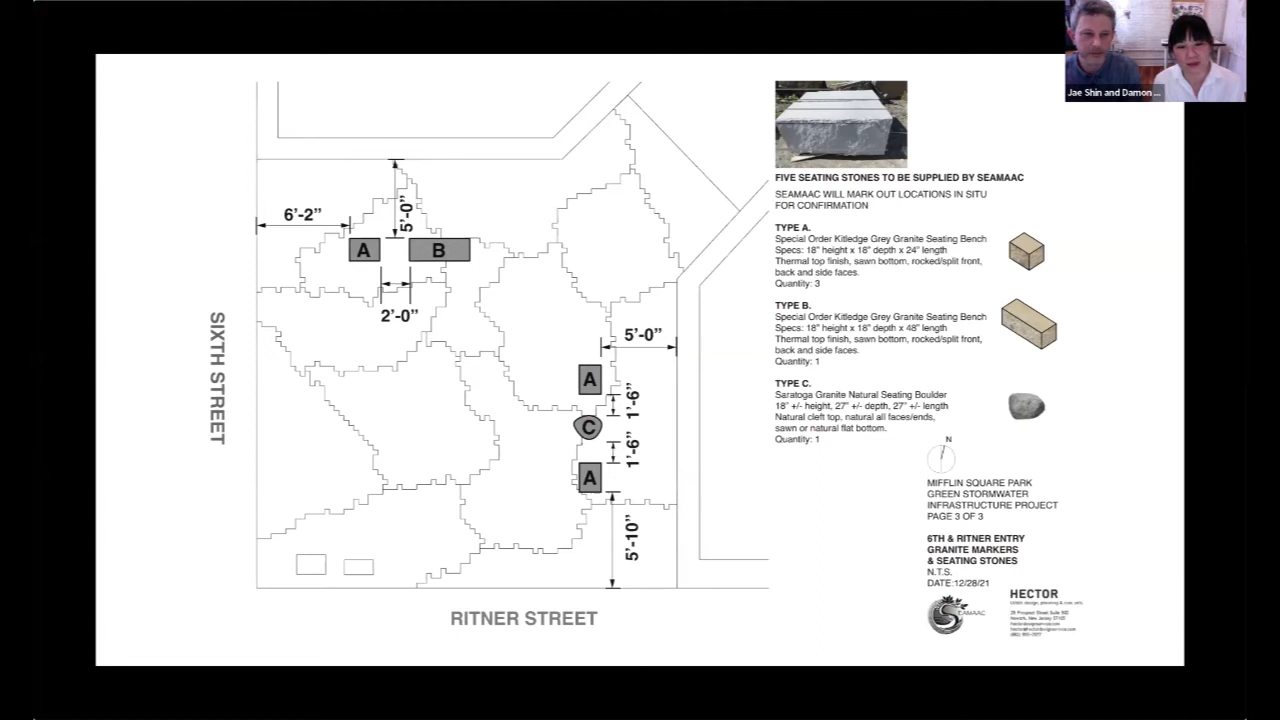 Jae Shin and Damon ...
FIVE SEATING STONES TO BE SUPPLIED BY SEAMAAC
SEAMAAC WILL MARK OUT LOCATIONS IN SITU
FOR CONFIRMATION
TYPE A.
Special Order Kitledge Grey Granite Seating Bench
Specs: 18” height x 18” depth x 24” length
Thermal top finish, sawn bottom, rocked/split front,
back and side faces.
Quantity: 3
TYPE B.
Special Order Kitledge Grey Granite Seating Bench
Specs: 18” height x 18” depth x 48” length
Thermal top finish, sawn bottom, rocked/split front,
back and side faces.
Quantity: 1
TYPE C.
Saratoga Granite Natural Seating Boulder
18” +/- height, 27” +/- depth, 27” +/- length
Natural cleft top, natural all faces/ends,
sawn or natural flat bottom.
Quantity: 1
N
MIFFLIN SQUARE PARK
GREEN STORMWATER
INFRASTRUCTURE PROJECT
PAGE 3 OF 3
6TH & RITNER ENTRY
GRANITE MARKERS
& SEATING STONES
N.T.S.
DATE:12/28/21
SEAMAAC
HECTOR
6’-2”
5’-0”
A
B
2’-0”
5’-0”
A
1’-6”
C
1’-6”
A
5’-10”
SIXTH STREET
RITNER STREET